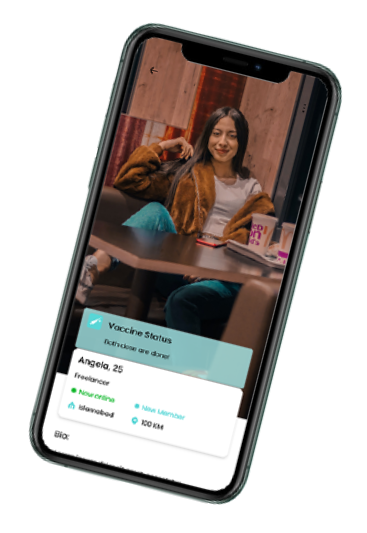 Vaccine Status
Both dose are done!
Angela, 25
Freelancer
Now online
New Member
Islamabad
100 KM
Bio: